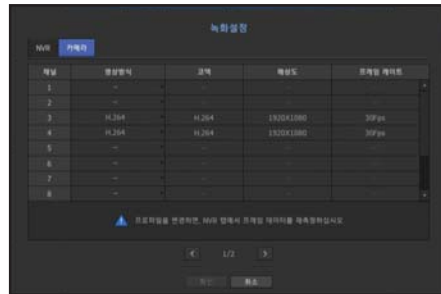 녹화설정
NVR 카메라
채널 영상형식 코덱 해상도 프레임 레이트
1 --
2 --
3 H.264 H.264 1920X1080 30Fps
4 H.264 H.264 1920X1080 30Fps
5 --
6 --
7 --
8 --
프로파일을 변경하면, NVR 탭에서 프레임 데이터를 재측정하십시오
< 1/2 >
확인 취소